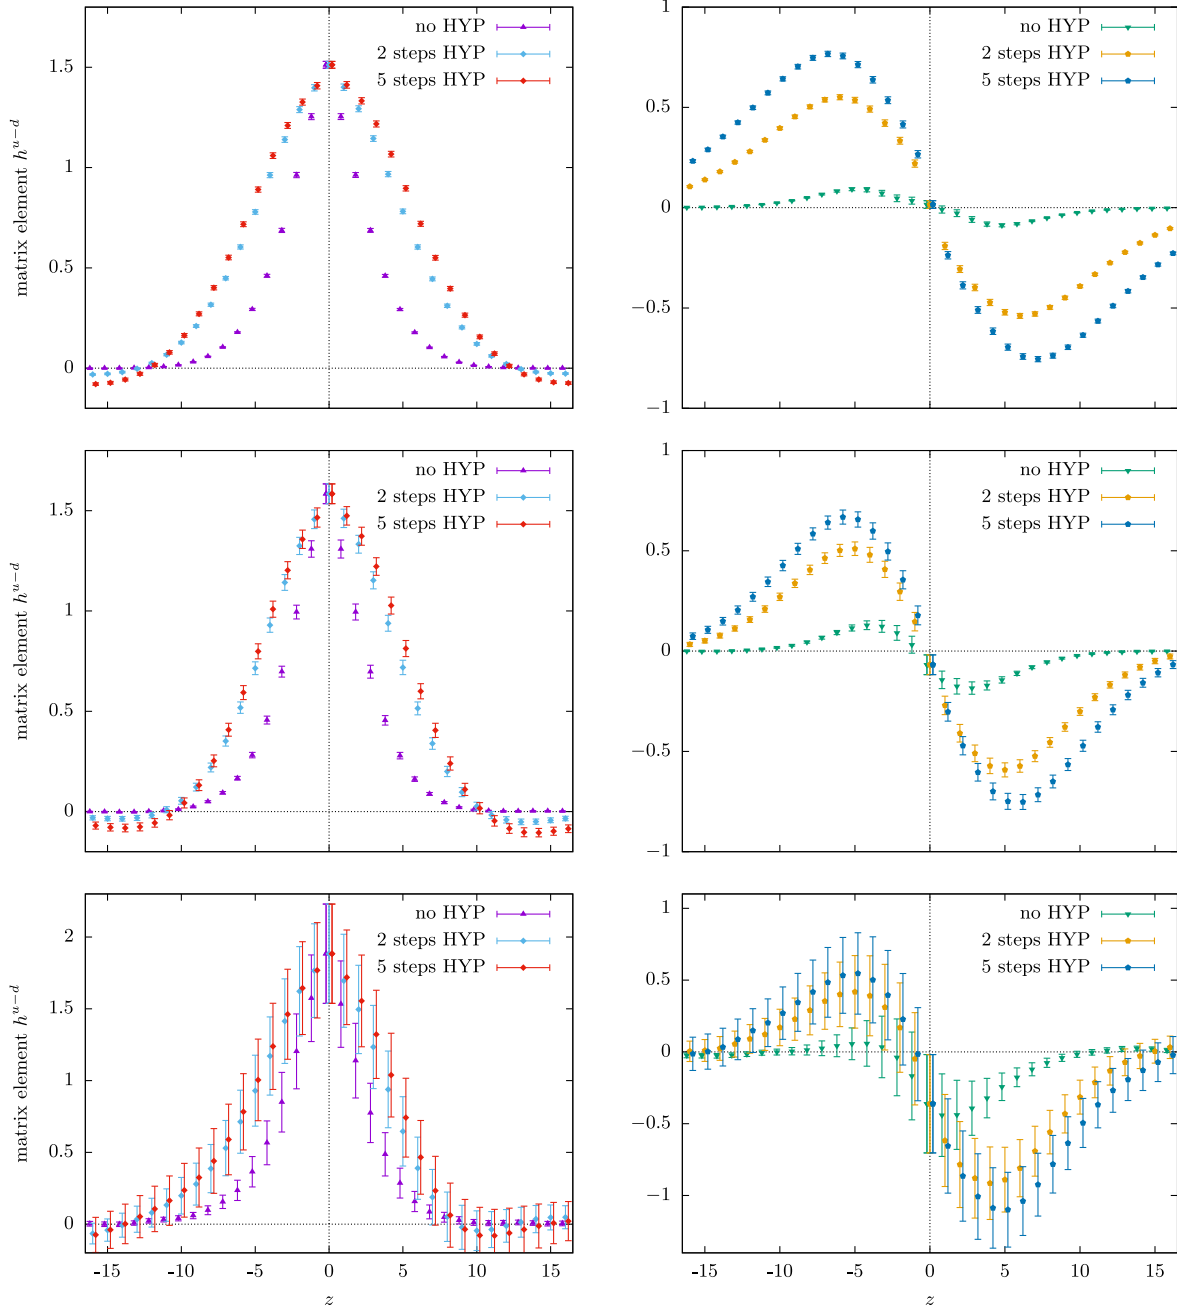 no HYP
2 steps HYP
5 steps HYP
1.5
1
0.5
0
matrix element h^{u−d}
no HYP
2 steps HYP
5 steps HYP
1
0.5
0
−0.5
−1
no HYP
2 steps HYP
5 steps HYP
1.5
1
0.5
0
matrix element h^{u−d}
no HYP
2 steps HYP
5 steps HYP
1
0.5
0
−0.5
−1
no HYP
2 steps HYP
5 steps HYP
2
1.5
1
0.5
0
matrix element h^{u−d}
-15 -10 -5 0 5 10 15
z
no HYP
2 steps HYP
5 steps HYP
1
0.5
0
−0.5
−1
-15 -10 -5 0 5 10 15
z